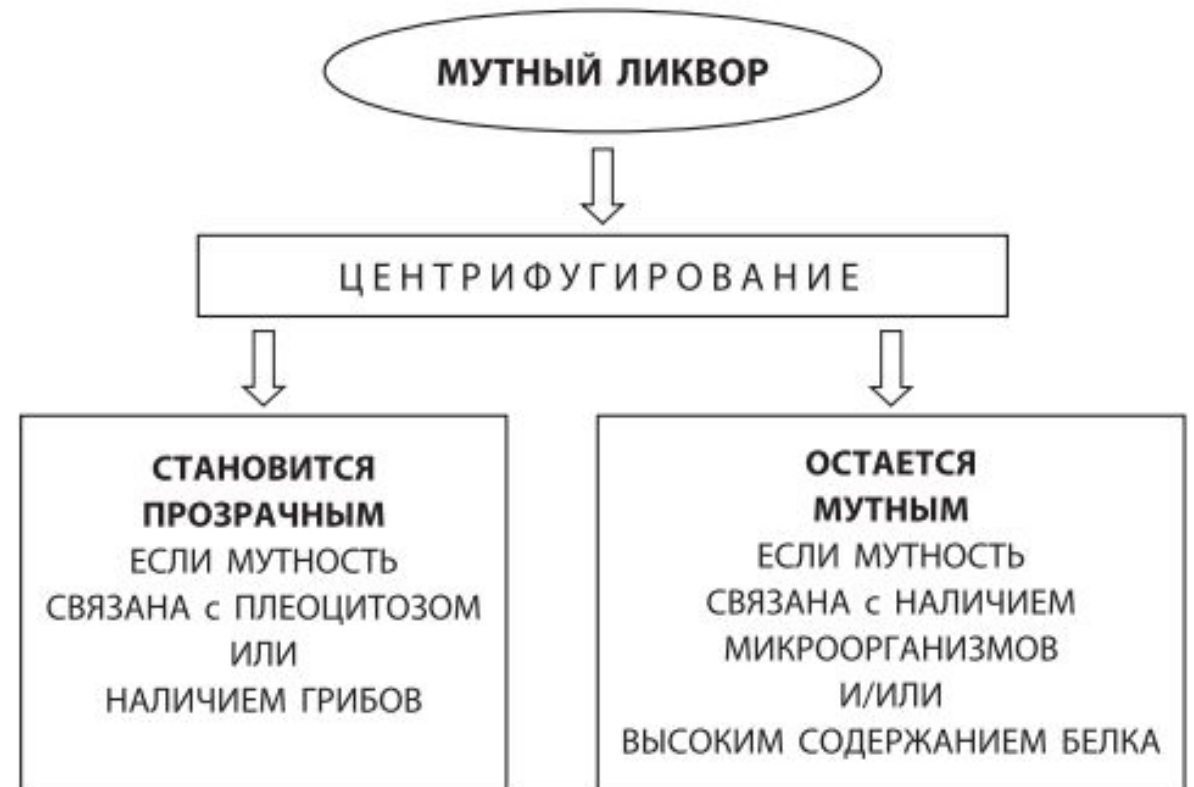 МУТНЫЙ ЛИКВОР
ЦЕНТРИФУГИРОВАНИЕ
СТАНОВИТСЯ
ПРОЗРАЧНЫМ
ЕСЛИ МУТНОСТЬ
СВЯЗАНА с ПЛЕОЦИТОЗОМ
ИЛИ
НАЛИЧИЕМ ГРИБОВ
ОСТАЕТСЯ
МУТНЫМ
ЕСЛИ МУТНОСТЬ
СВЯЗАНА с НАЛИЧИЕМ
МИКРООРГАНИЗМОВ
И/ИЛИ
ВЫСОКИМ СОДЕРЖАНИЕМ БЕЛКА